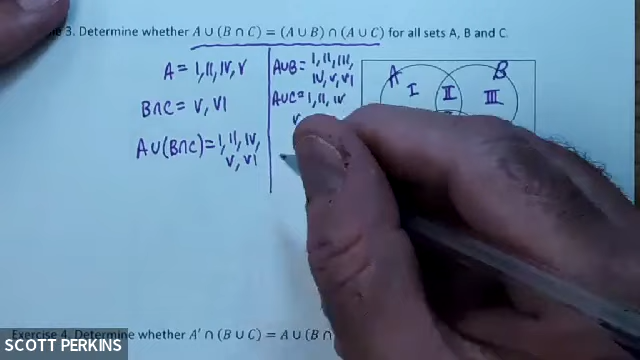 3. Determine whether A ∪ (B ∩ C) = (A ∪ B) ∩ (A ∪ C) for all sets A, B and C.
A = I, II, IV, V
B∩C = V, VI
A∪(B∩C) = I, II, IV,
V, VI
A∪B = I, II, III,
IV, V, VI
A∪C = I, II, IV
V
A
B
I
II
III
Exercise 4. Determine whether A′ ∩ (B ∪ C) = A ∪ (B ∩
SCOTT PERKINS